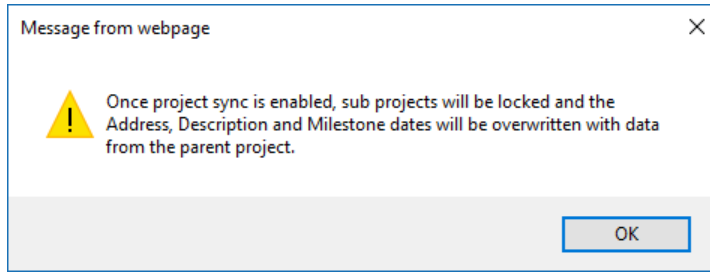 Message from webpage
Once project sync is enabled, sub projects will be locked and the
Address, Description and Milestone dates will be overwritten with data
from the parent project.
OK